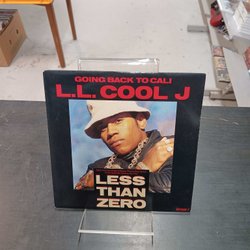 GOING BACK TO CALI
L.L. COOL J
LESS
THAN
ZERO